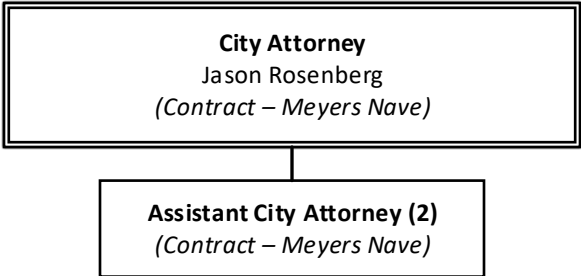 City Attorney
Jason Rosenberg
(Contract – Meyers Nave)
Assistant City Attorney (2)
(Contract – Meyers Nave)